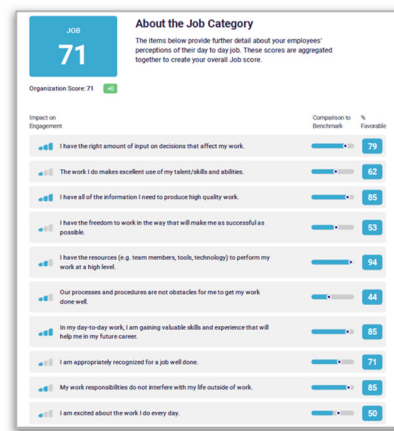 JOB
71
Organization Score: 71
+0
About the Job Category
The items below provide further detail about your employees'
perceptions of their day to day job. These scores are aggregated
together to create your overall Job score.
Impact on
Engagement
Comparison to
Benchmark
%
Favorable
I have the right amount of input on decisions that affect my work.
79
The work I do makes excellent use of my talent/skills and abilities.
62
I have all of the information I need to produce high quality work.
85
I have the freedom to work in the way that will make me as successful as
possible.
53
I have the resources (e.g. team members, tools, technology) to perform my
work at a high level.
94
Our processes and procedures are not obstacles for me to get my work
done well.
44
In my day-to-day work, I am gaining valuable skills and experience that will
help me in my future career.
85
I am appropriately recognized for a job well done.
71
My work responsibilities do not interfere with my life outside of work.
85
I am excited about the work I do every day.
50